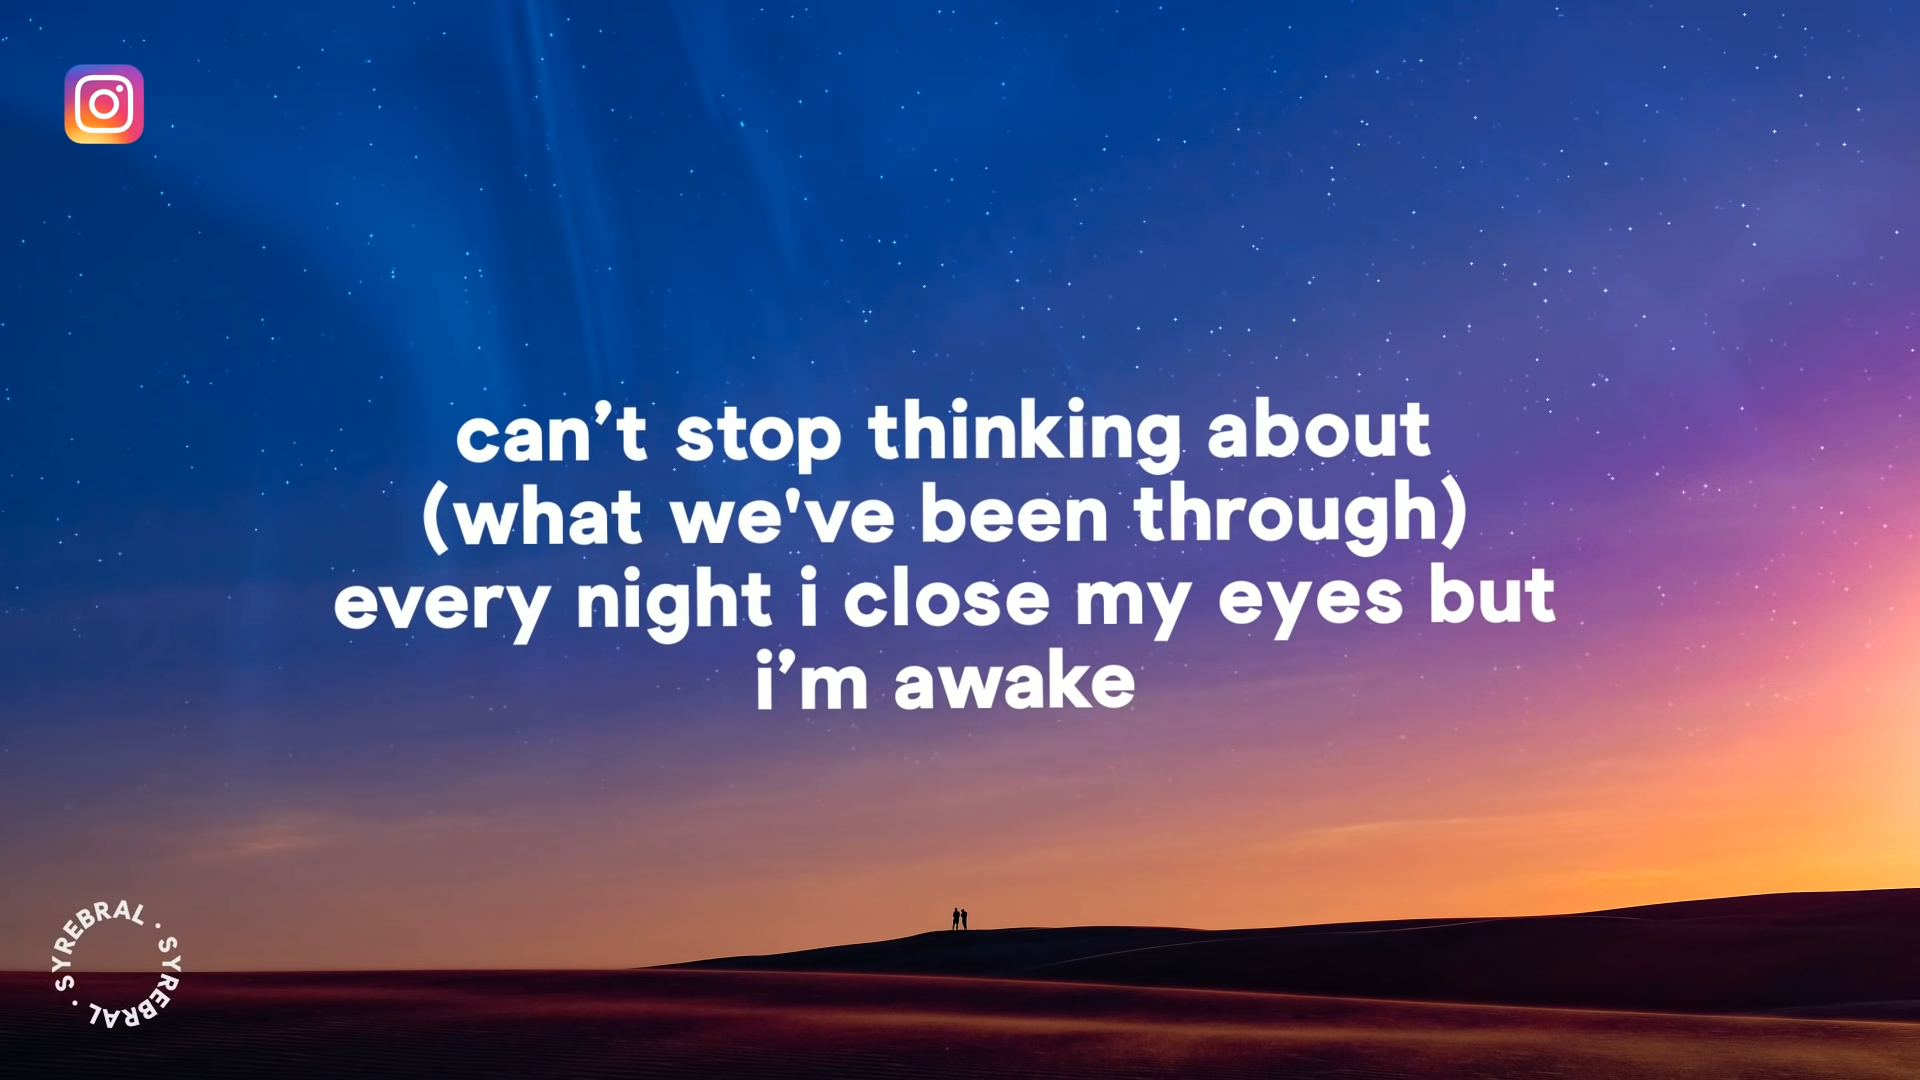 can’t stop thinking about
(what we've been through)
every night i close my eyes but
i’m awake
SYREBRAL · SYREBRAL ·